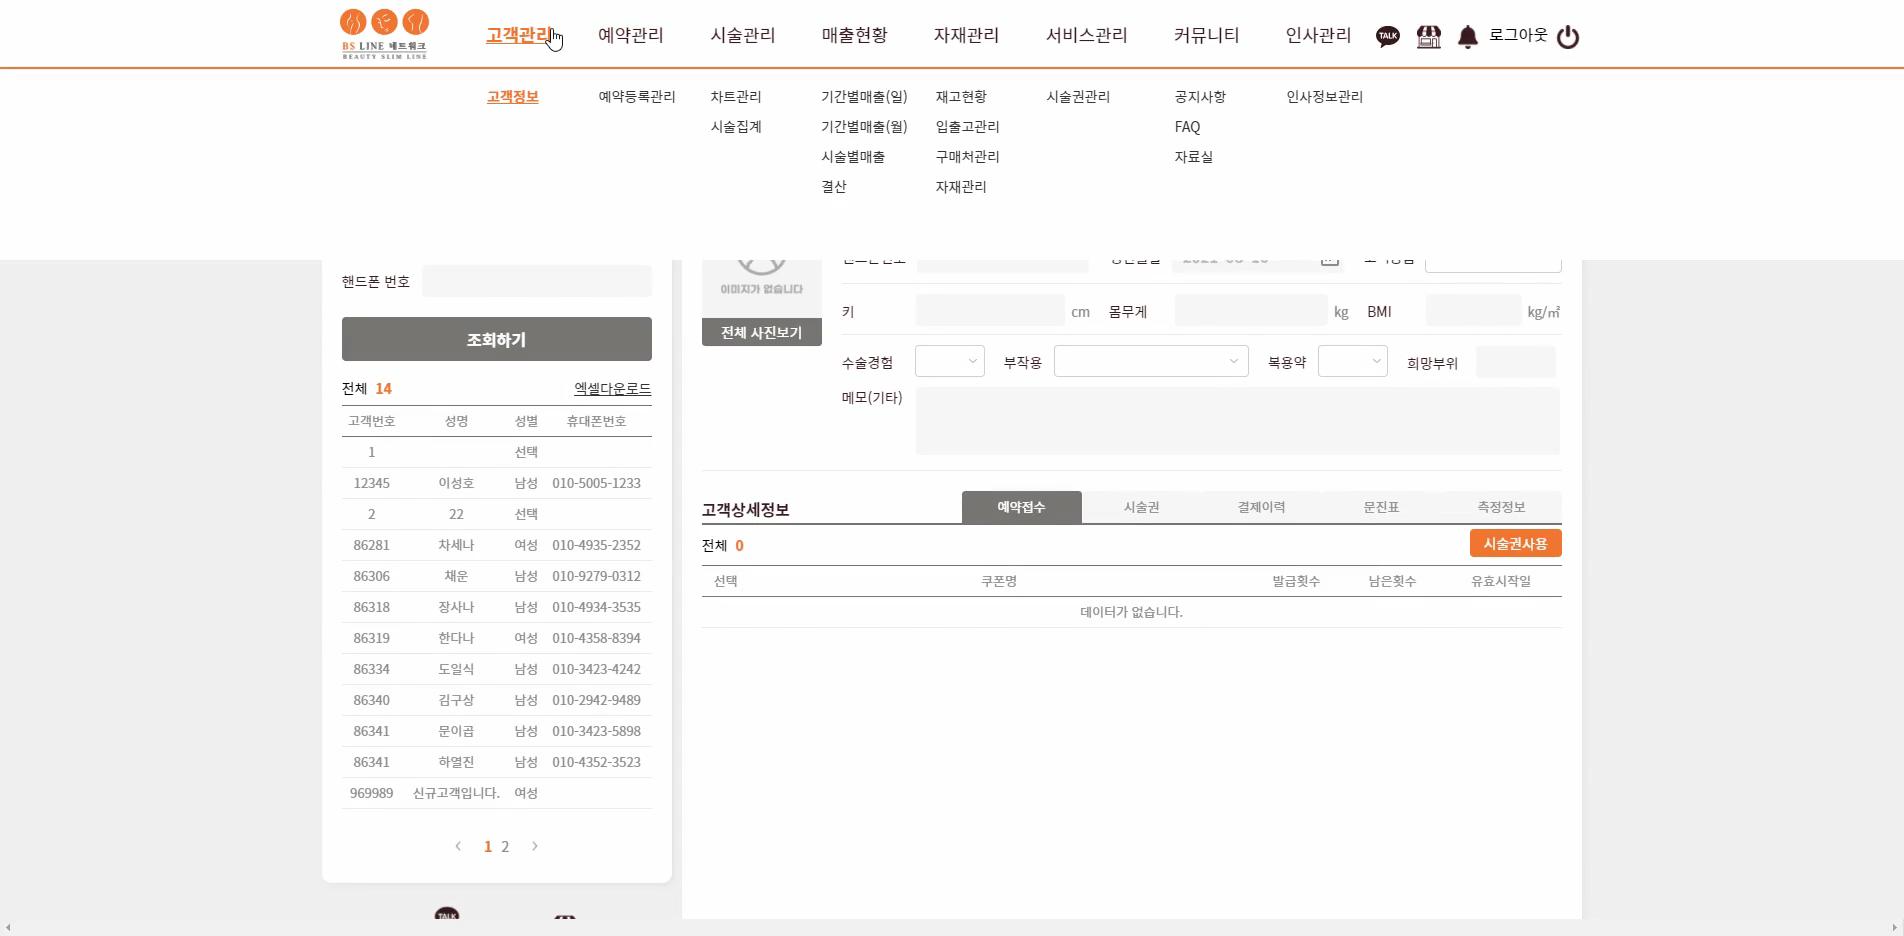 BS LINE 네트워크
BEAUTY SLIM LINE
고객관리 예약관리 시술관리 매출현황 자재관리 서비스관리 커뮤니티 인사관리 TALK 로그아웃
고객정보 예약등록관리 차트관리 기간별매출(일) 재고현황 시술권관리 공지사항 인사정보관리
시술집계 기간별매출(월) 입출고관리 FAQ
시술별매출 구매처관리 자료실
결산 자재관리
핸드폰 번호
조회하기
전체 14 엑셀다운로드
고객번호 성명 성별 휴대폰번호
1 선택
12345 이성호 남성 010-5005-1233
2 22 선택
86281 차세나 여성 010-4935-2352
86306 채운 남성 010-9279-0312
86318 장사나 남성 010-4934-3535
86319 한다나 여성 010-4358-8394
86334 도일식 남성 010-3423-4242
86340 김구상 남성 010-2942-9489
86341 문이곱 남성 010-3423-5898
86341 하열진 남성 010-4352-3523
969989 신규고객입니다. 여성
1 2
TALK
이미지가 없습니다
전체 사진보기
키 cm 몸무게 kg BMI kg/㎡
수술경험 부작용 복용약 희망부위
메모(기타)
고객상세정보 예약접수 시술권 결제이력 문진표 측정정보
전체 0 시술권사용
선택 쿠폰명 발급횟수 남은횟수 유효시작일
데이터가 없습니다.